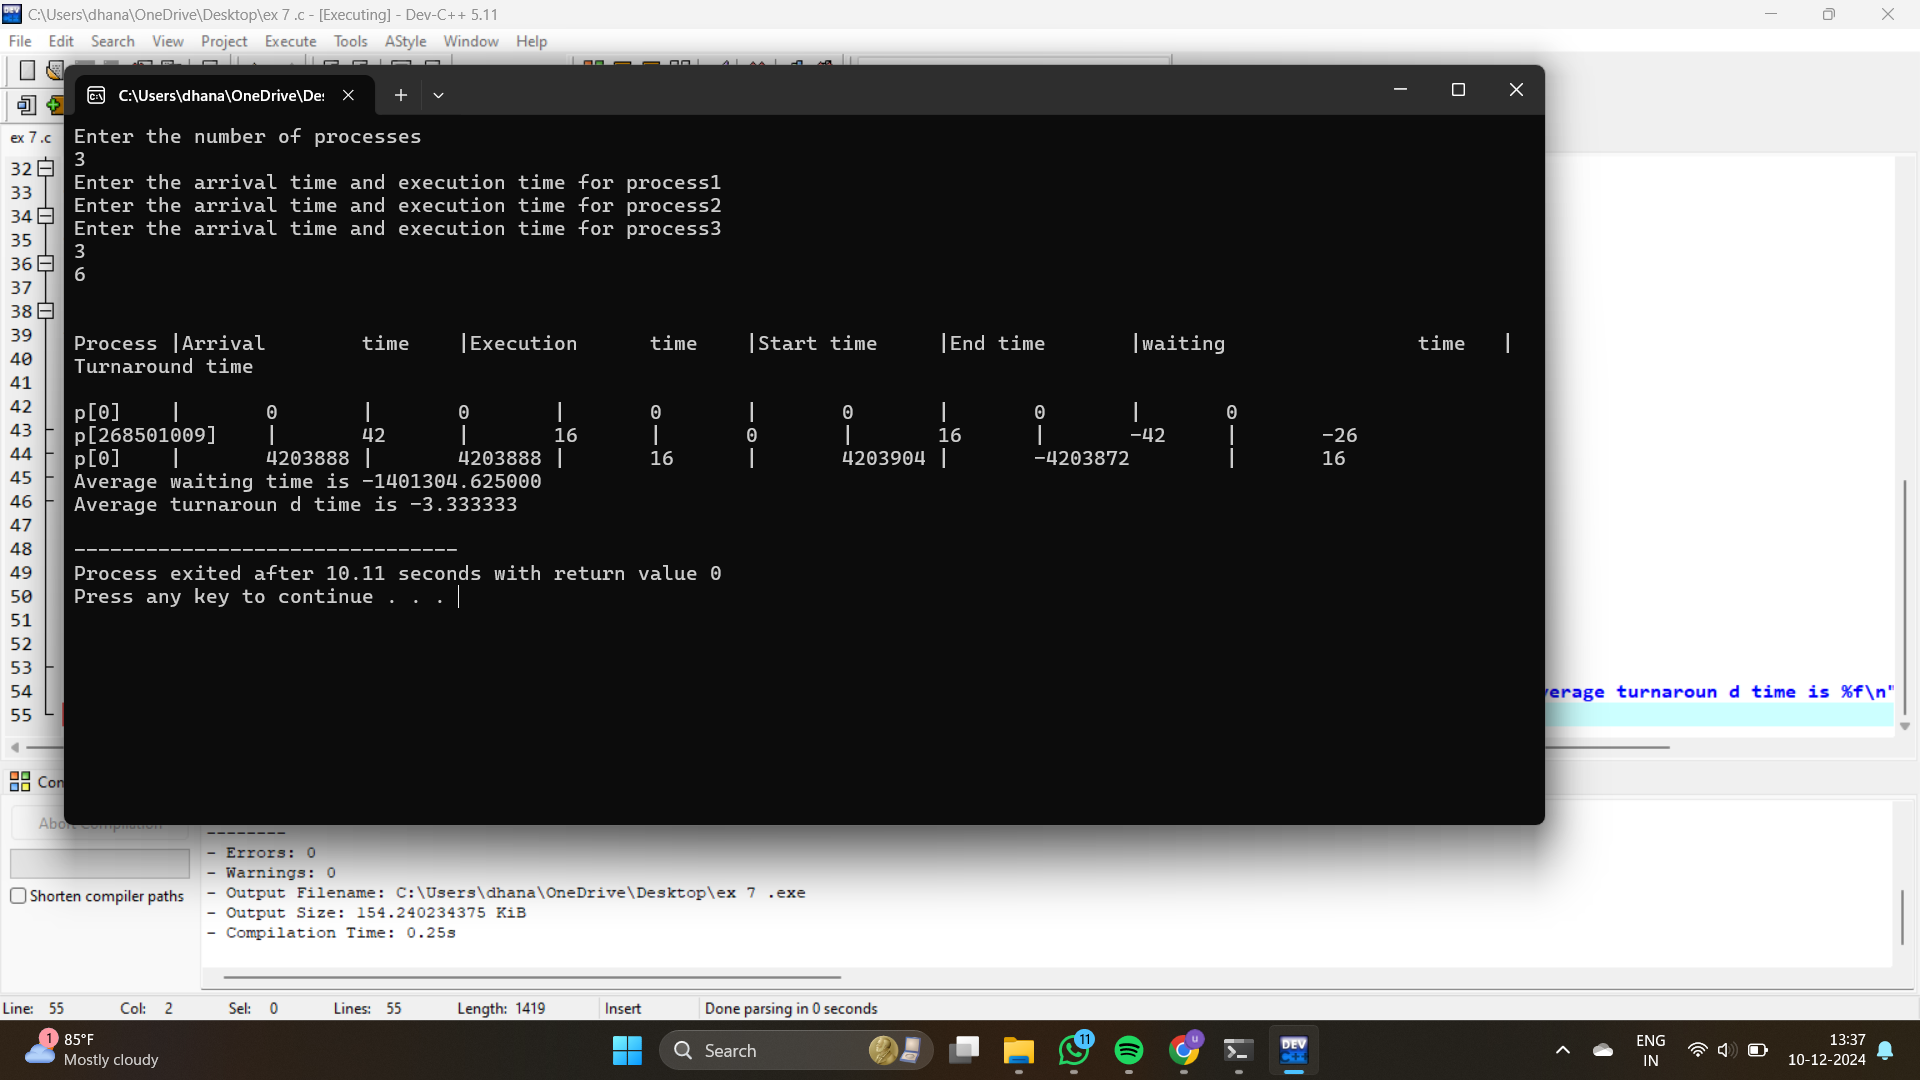 C:\Users\dhana\OneDrive\Desktop\ex 7 .c - [Executing] - Dev-C++ 5.11
File Edit Search View Project Execute Tools AStyle Window Help
C:\Users\dhana\OneDrive\De
ex 7 .c
Enter the number of processes
3
Enter the arrival time and execution time for process1
Enter the arrival time and execution time for process2
Enter the arrival time and execution time for process3
3
6
Process |Arrival time |Execution time |Start time |End time |waiting time |
Turnaround time
p[0] | 0 | 0 | 0 | 0 | 0 | 0
p[268501009] | 42 | 16 | 0 | 16 | -42 | -26
p[0] | 4203888 | 4203888 | 16 | 4203904 | -4203872 | 16
Average waiting time is -1401304.625000
Average turnaroun d time is -3.333333
--------------------------------
Process exited after 10.11 seconds with return value 0
Press any key to continue . . .
32
33
34
35
36
37
38
39
40
41
42
43
44
45
46
47
48
49
50
51
52
53
54 verage turnaroun d time is %f\n"
55
Con
Abort Compilation
Shorten compiler paths
--------
- Errors: 0
- Warnings: 0
- Output Filename: C:\Users\dhana\OneDrive\Desktop\ex 7 .exe
- Output Size: 154.240234375 KiB
- Compilation Time: 0.25s
Line: 55 Col: 2 Sel: 0 Lines: 55 Length: 1419 Insert Done parsing in 0 seconds
1
85°F
Mostly cloudy
Search
11
u
DEV
ENG
IN
13:37
10-12-2024